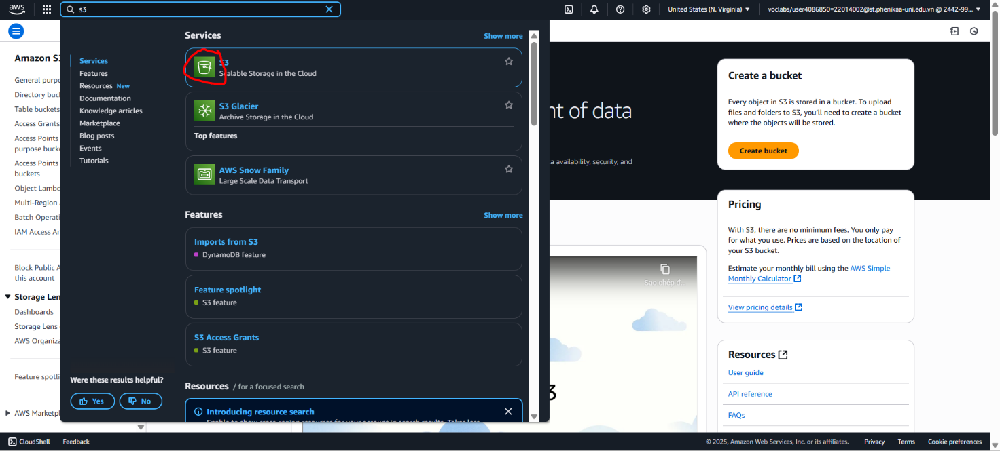 aws
s3
United States (N. Virginia)
voclabs/user4086850=22014002@st.phenikaa-uni.edu.vn @ 2442-99...
Amazon S3
General purpo
Directory buc
Table buckets
Access Grants
Access Points
purpose buck
Access Points
buckets
Object Lambd
Multi-Region
Batch Operati
IAM Access An
Block Public A
this account
Storage Len
Dashboards
Storage Lens
AWS Organiza
Feature spotli
AWS Marketpl
Services
Features
Resources New
Documentation
Knowledge articles
Marketplace
Blog posts
Events
Tutorials
Were these results helpful?
Yes
No
Services
Show more
S3
Scalable Storage in the Cloud
S3 Glacier
Archive Storage in the Cloud
Top features
AWS Snow Family
Large Scale Data Transport
Features
Show more
Imports from S3
DynamoDB feature
Feature spotlight
S3 feature
S3 Access Grants
S3 feature
Resources / for a focused search
Introducing resource search
nt of data
a availability, security, and
Sao chép đ...
3
Create a bucket
Every object in S3 is stored in a bucket. To upload
files and folders to S3, you'll need to create a bucket
where the objects will be stored.
Create bucket
Pricing
With S3, there are no minimum fees. You only pay
for what you use. Prices are based on the location of
your S3 bucket.
Estimate your monthly bill using the AWS Simple
Monthly Calculator
View pricing details
Resources
User guide
API reference
FAQs
CloudShell
Feedback
© 2025, Amazon Web Services, Inc. or its affiliates.
Privacy
Terms
Cookie preferences